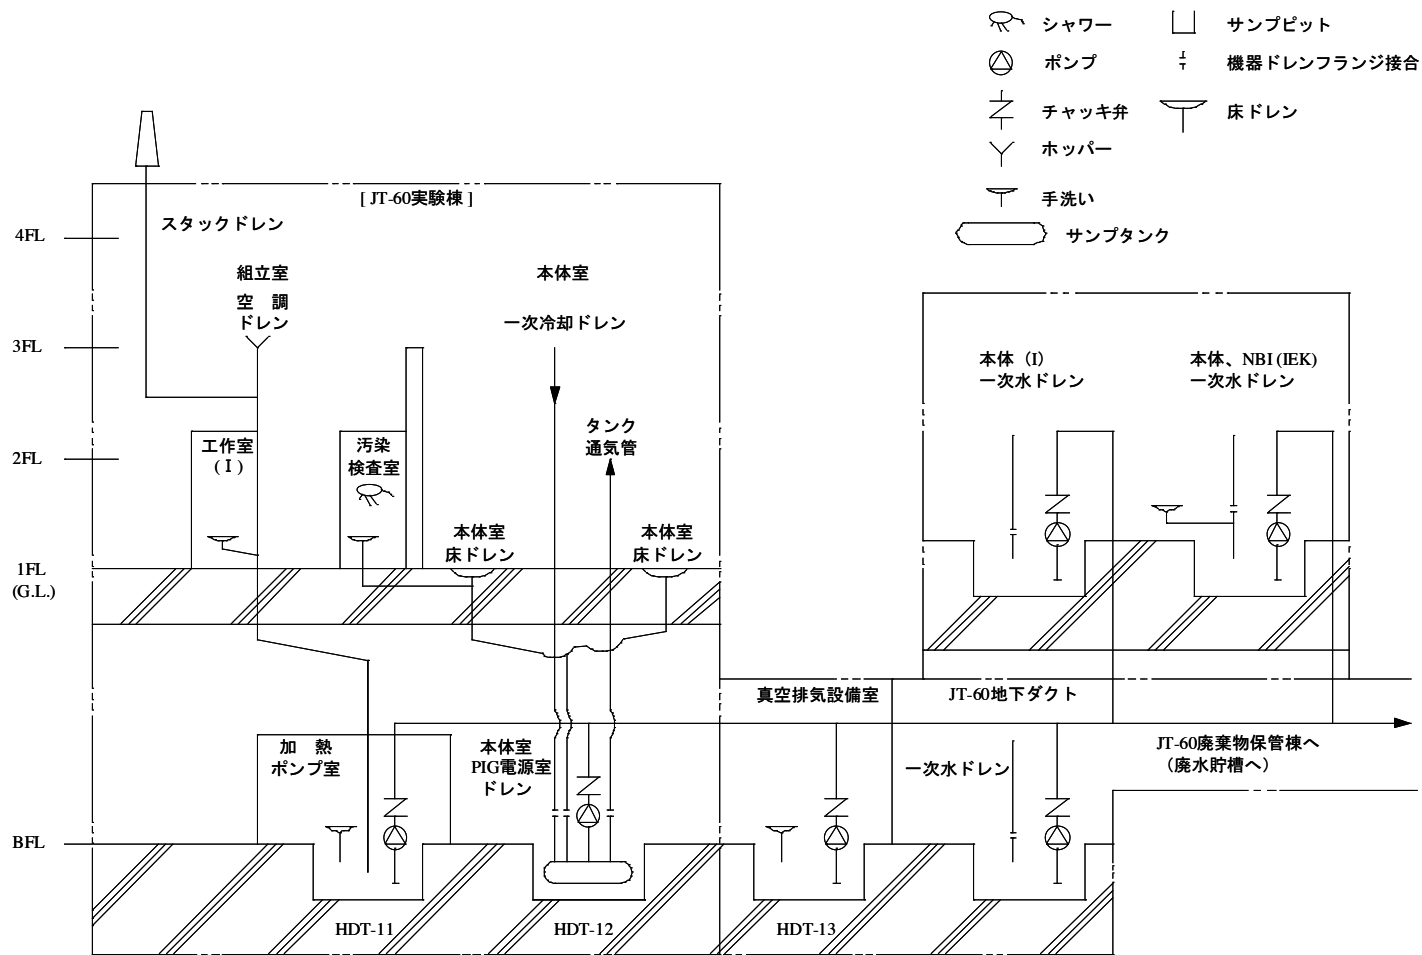 シャワー
サンプピット
ポンプ
機器ドレンフランジ接合
チャッキ弁
床ドレン
ホッパー
手洗い
サンプタンク
[ JT-60実験棟 ]
スタックドレン
4FL
組立室
空 調
ドレン
本体室
一次冷却ドレン
3FL
本体 (I)
一次水ドレン
本体、NBI (IEK)
一次水ドレン
タンク
通気管
工作室
( I )
汚染
検査室
2FL
本体室
床ドレン
本体室
床ドレン
1FL
(G.L.)
真空排気設備室
JT-60地下ダクト
JT-60廃棄物保管棟へ
(廃水貯槽へ)
加 熱
ポンプ室
本体室
PIG電源室
ドレン
一次水ドレン
BFL
HDT-11
HDT-12
HDT-13